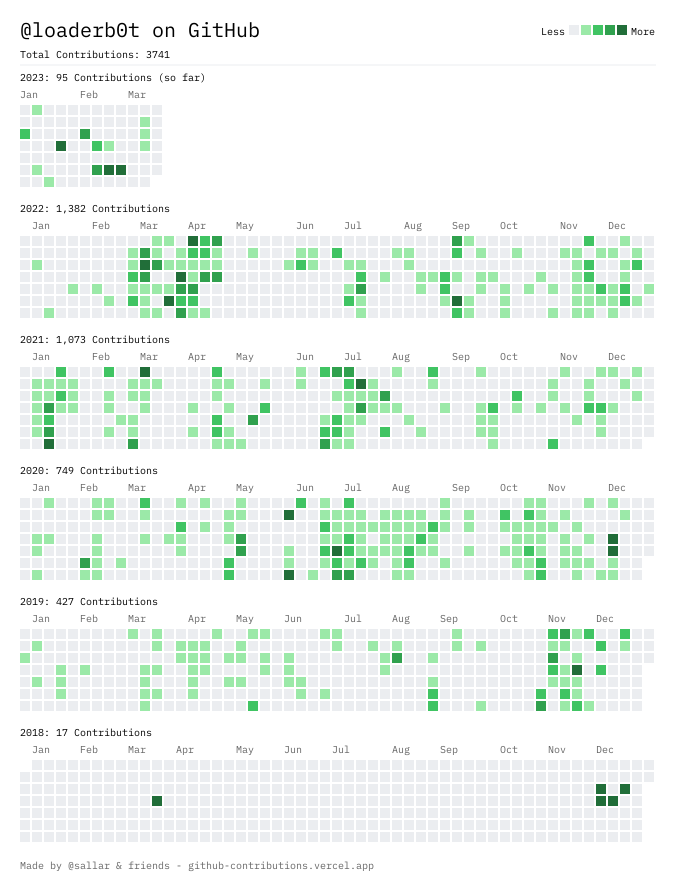 @loaderb0t on GitHub
Less More
Total Contributions: 3741
2023: 95 Contributions (so far)
Jan Feb Mar
2022: 1,382 Contributions
Jan Feb Mar Apr May Jun Jul Aug Sep Oct Nov Dec
2021: 1,073 Contributions
Jan Feb Mar Apr May Jun Jul Aug Sep Oct Nov Dec
2020: 749 Contributions
Jan Feb Mar Apr May Jun Jul Aug Sep Oct Nov Dec
2019: 427 Contributions
Jan Feb Mar Apr May Jun Jul Aug Sep Oct Nov Dec
2018: 17 Contributions
Jan Feb Mar Apr May Jun Jul Aug Sep Oct Nov Dec
Made by @sallar & friends - github-contributions.vercel.app